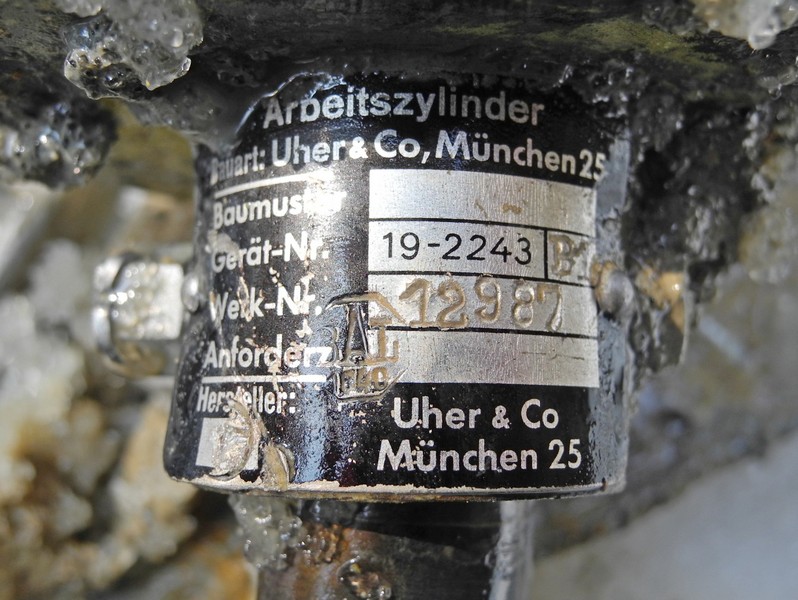 Arbeitszylinder
Bauart: Uher & Co, München 25
Baumuster
Gerät-Nr. 19-2243 B
Werk-Nr. 12987
Anforderz
Hersteller:
Uher & Co
München 25